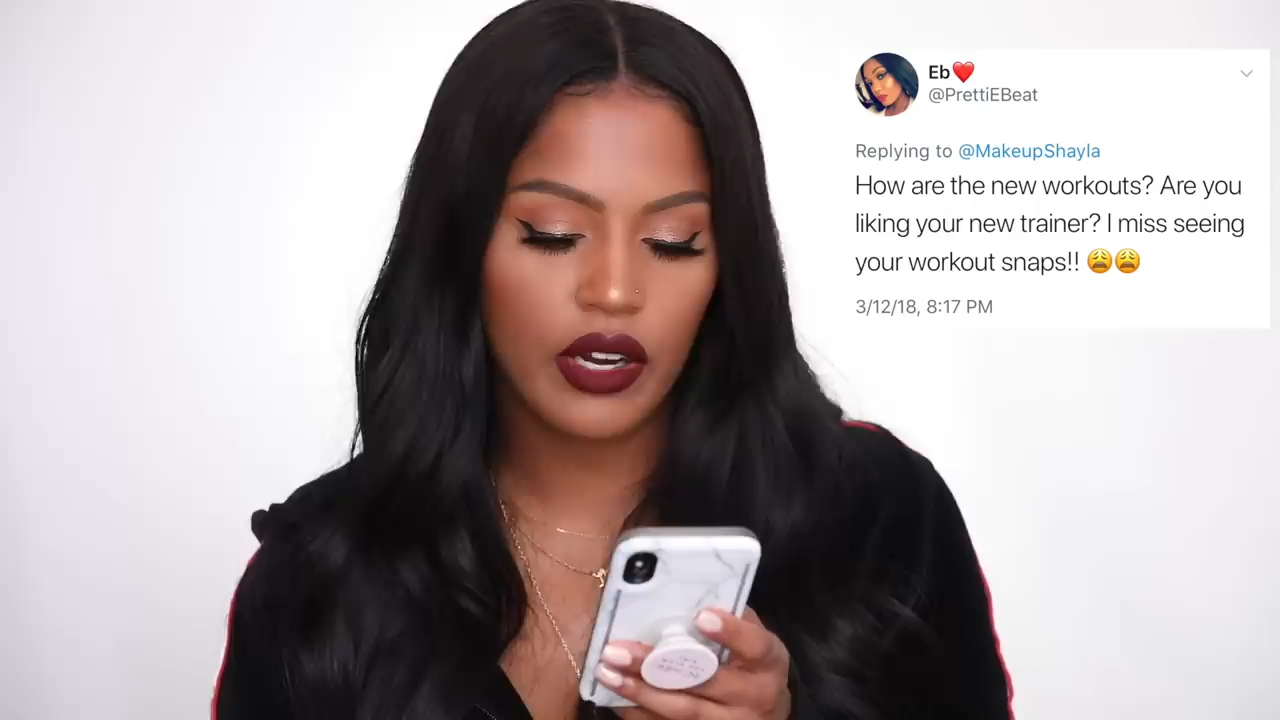 Eb❤️
@PrettiEBeat
Replying to @MakeupShayla
How are the new workouts? Are you
liking your new trainer? I miss seeing
your workout snaps!! 😩😩
3/12/18, 8:17 PM